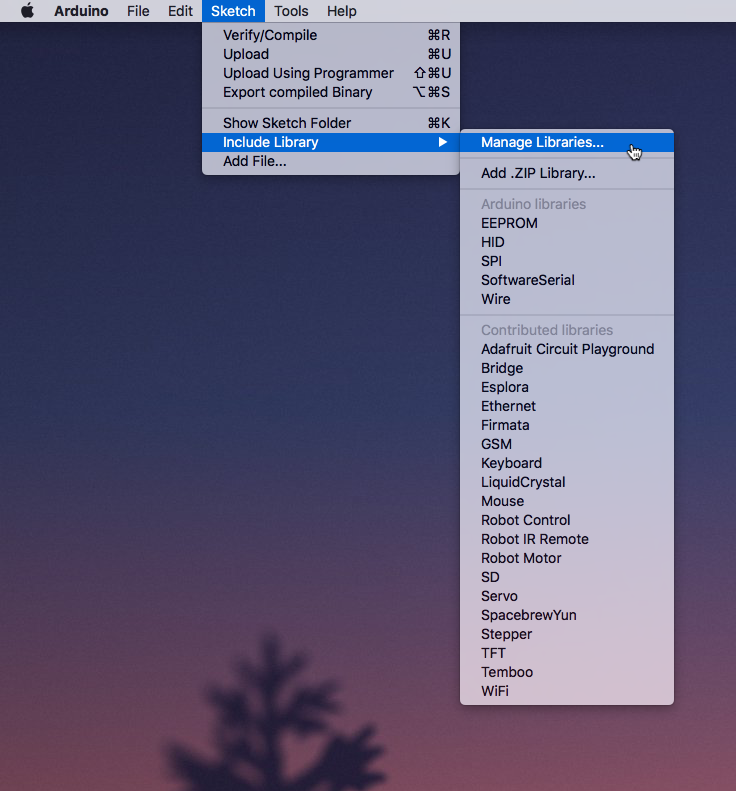 Arduino File Edit Sketch Tools Help
Verify/Compile ⌘R
Upload ⌘U
Upload Using Programmer ⇧⌘U
Export compiled Binary ⌥⌘S
Show Sketch Folder ⌘K
Include Library ▶
Add File...
Manage Libraries...
Add .ZIP Library...
Arduino libraries
EEPROM
HID
SPI
SoftwareSerial
Wire
Contributed libraries
Adafruit Circuit Playground
Bridge
Esplora
Ethernet
Firmata
GSM
Keyboard
LiquidCrystal
Mouse
Robot Control
Robot IR Remote
Robot Motor
SD
Servo
SpacebrewYun
Stepper
TFT
Temboo
WiFi